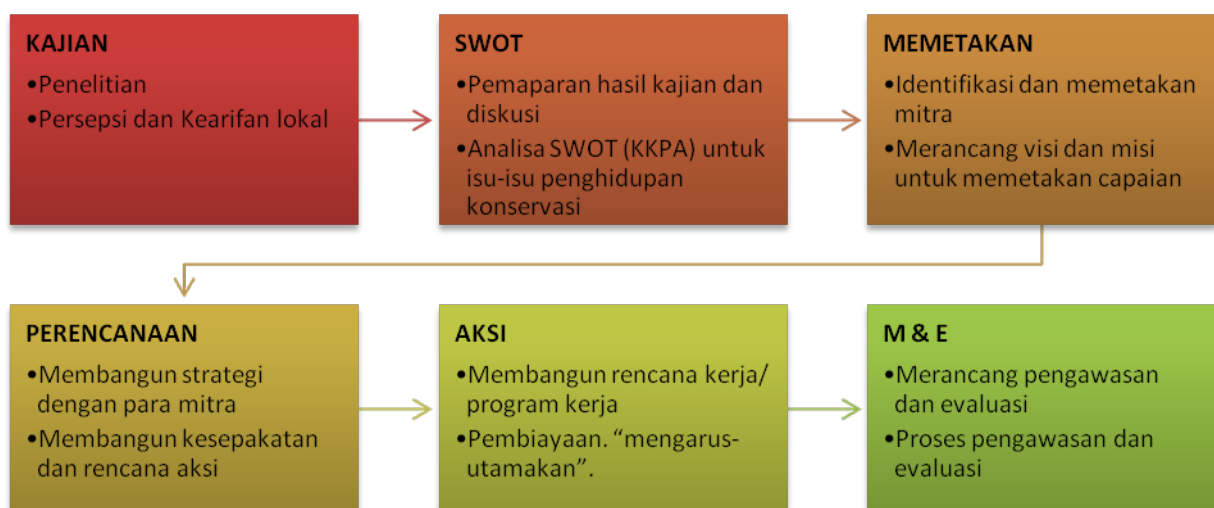 KAJIAN
•Penelitian
•Persepsi dan Kearifan lokal
SWOT
•Pemaparan hasil kajian dan
diskusi
•Analisa SWOT (KKPA) untuk
isu-isu penghidupan
konservasi
MEMETAKAN
•Identifikasi dan memetakan
mitra
•Merancang visi dan misi
untuk memetakan capaian
PERENCANAAN
•Membangun strategi
dengan para mitra
•Membangun kesepakatan
dan rencana aksi
AKSI
•Membangun rencana kerja/
program kerja
•Pembiayaan. “mengarus-
utamakan”.
M & E
•Merancang pengawasan
dan evaluasi
•Proses pengawasan dan
evaluasi